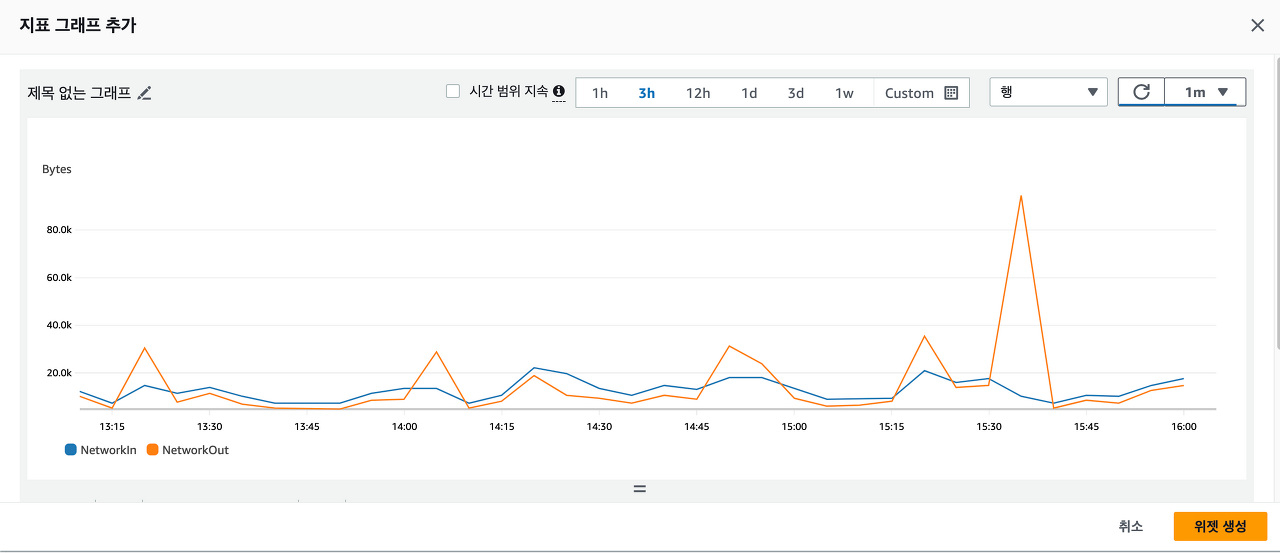 지표 그래프 추가
제목 없는 그래프 시간 범위 지속 1h 3h 12h 1d 3d 1w Custom 행 1m
Bytes
80.0k
60.0k
40.0k
20.0k
13:15 13:30 13:45 14:00 14:15 14:30 14:45 15:00 15:15 15:30 15:45 16:00
NetworkIn NetworkOut
취소 위젯 생성